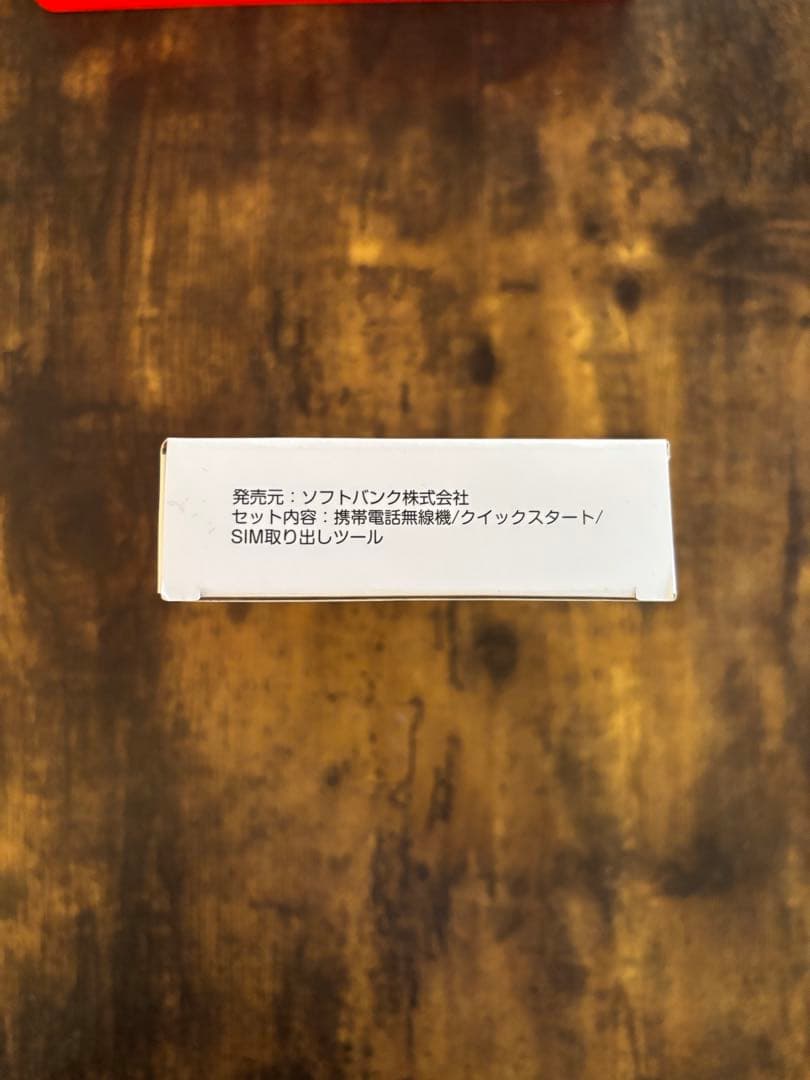 発売元：ソフトバンク株式会社
セット内容：携帯電話無線機/クイックスタート/
SIM取り出しツール